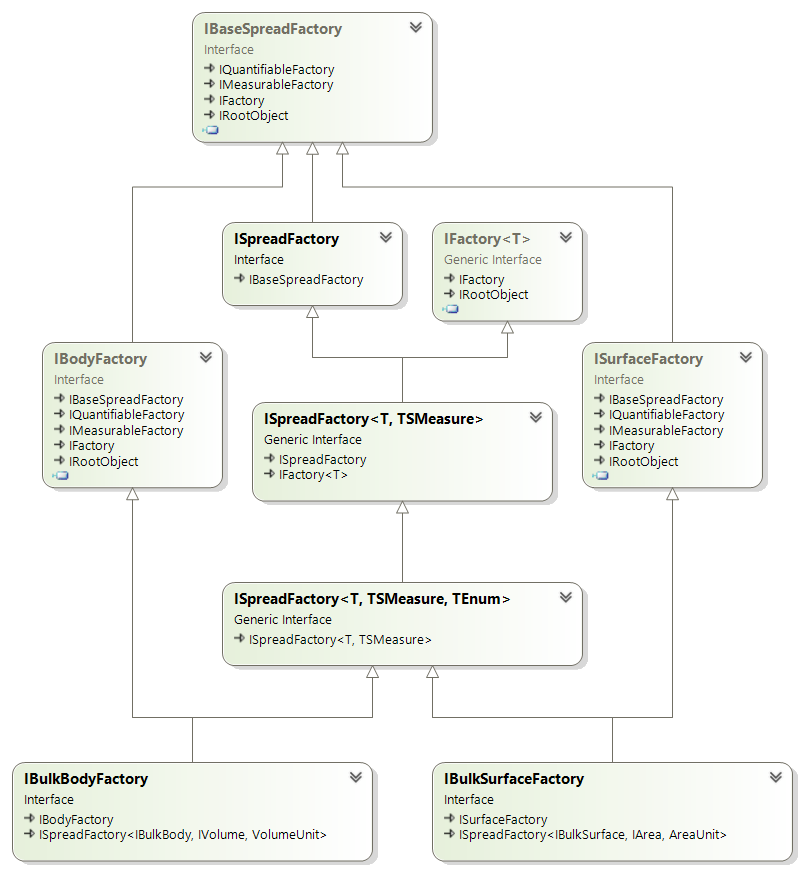 IBaseSpreadFactory
Interface
IQuantifiableFactory
IMeasurableFactory
IFactory
IRootObject
ISpreadFactory
Interface
IBaseSpreadFactory
IFactory<T>
Generic Interface
IFactory
IRootObject
IBodyFactory
Interface
IBaseSpreadFactory
IQuantifiableFactory
IMeasurableFactory
IFactory
IRootObject
ISurfaceFactory
Interface
IBaseSpreadFactory
IQuantifiableFactory
IMeasurableFactory
IFactory
IRootObject
ISpreadFactory<T, TSMeasure>
Generic Interface
ISpreadFactory
IFactory<T>
ISpreadFactory<T, TSMeasure, TEnum>
Generic Interface
ISpreadFactory<T, TSMeasure>
IBulkBodyFactory
Interface
IBodyFactory
ISpreadFactory<IBulkBody, IVolume, VolumeUnit>
IBulkSurfaceFactory
Interface
ISurfaceFactory
ISpreadFactory<IBulkSurface, IArea, AreaUnit>